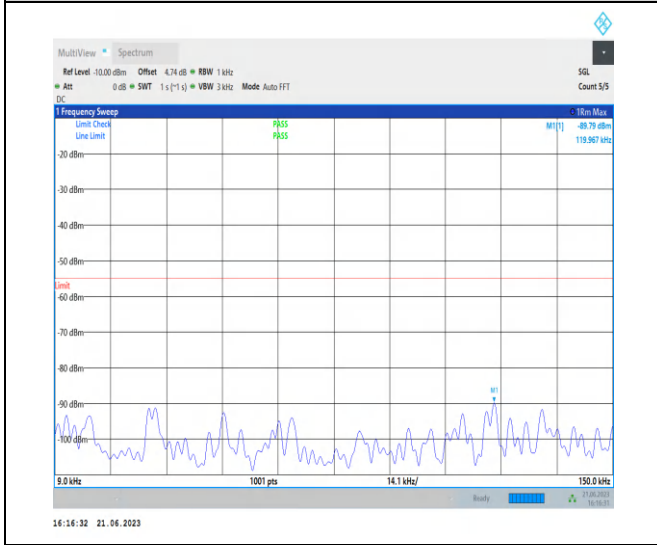 MultiView Spectrum
Ref Level -10.00 dBm Offset 4.74 dB RBW 1 kHz SGL
Att 0 dB SWT 1 s (~1 s) VBW 3 kHz Mode Auto FFT Count 5/5
DC
1 Frequency Sweep 1Rm Max
Limit Check PASS M1[1] -89.79 dBm
Line Limit PASS 119.967 kHz
-20 dBm
-30 dBm
-40 dBm
-50 dBm
Limit
-60 dBm
-70 dBm
-80 dBm
M1
-90 dBm
-100 dBm
9.0 kHz 1001 pts 14.1 kHz/ 150.0 kHz
Ready 21.06.2023
16:16:31
16:16:32 21.06.2023